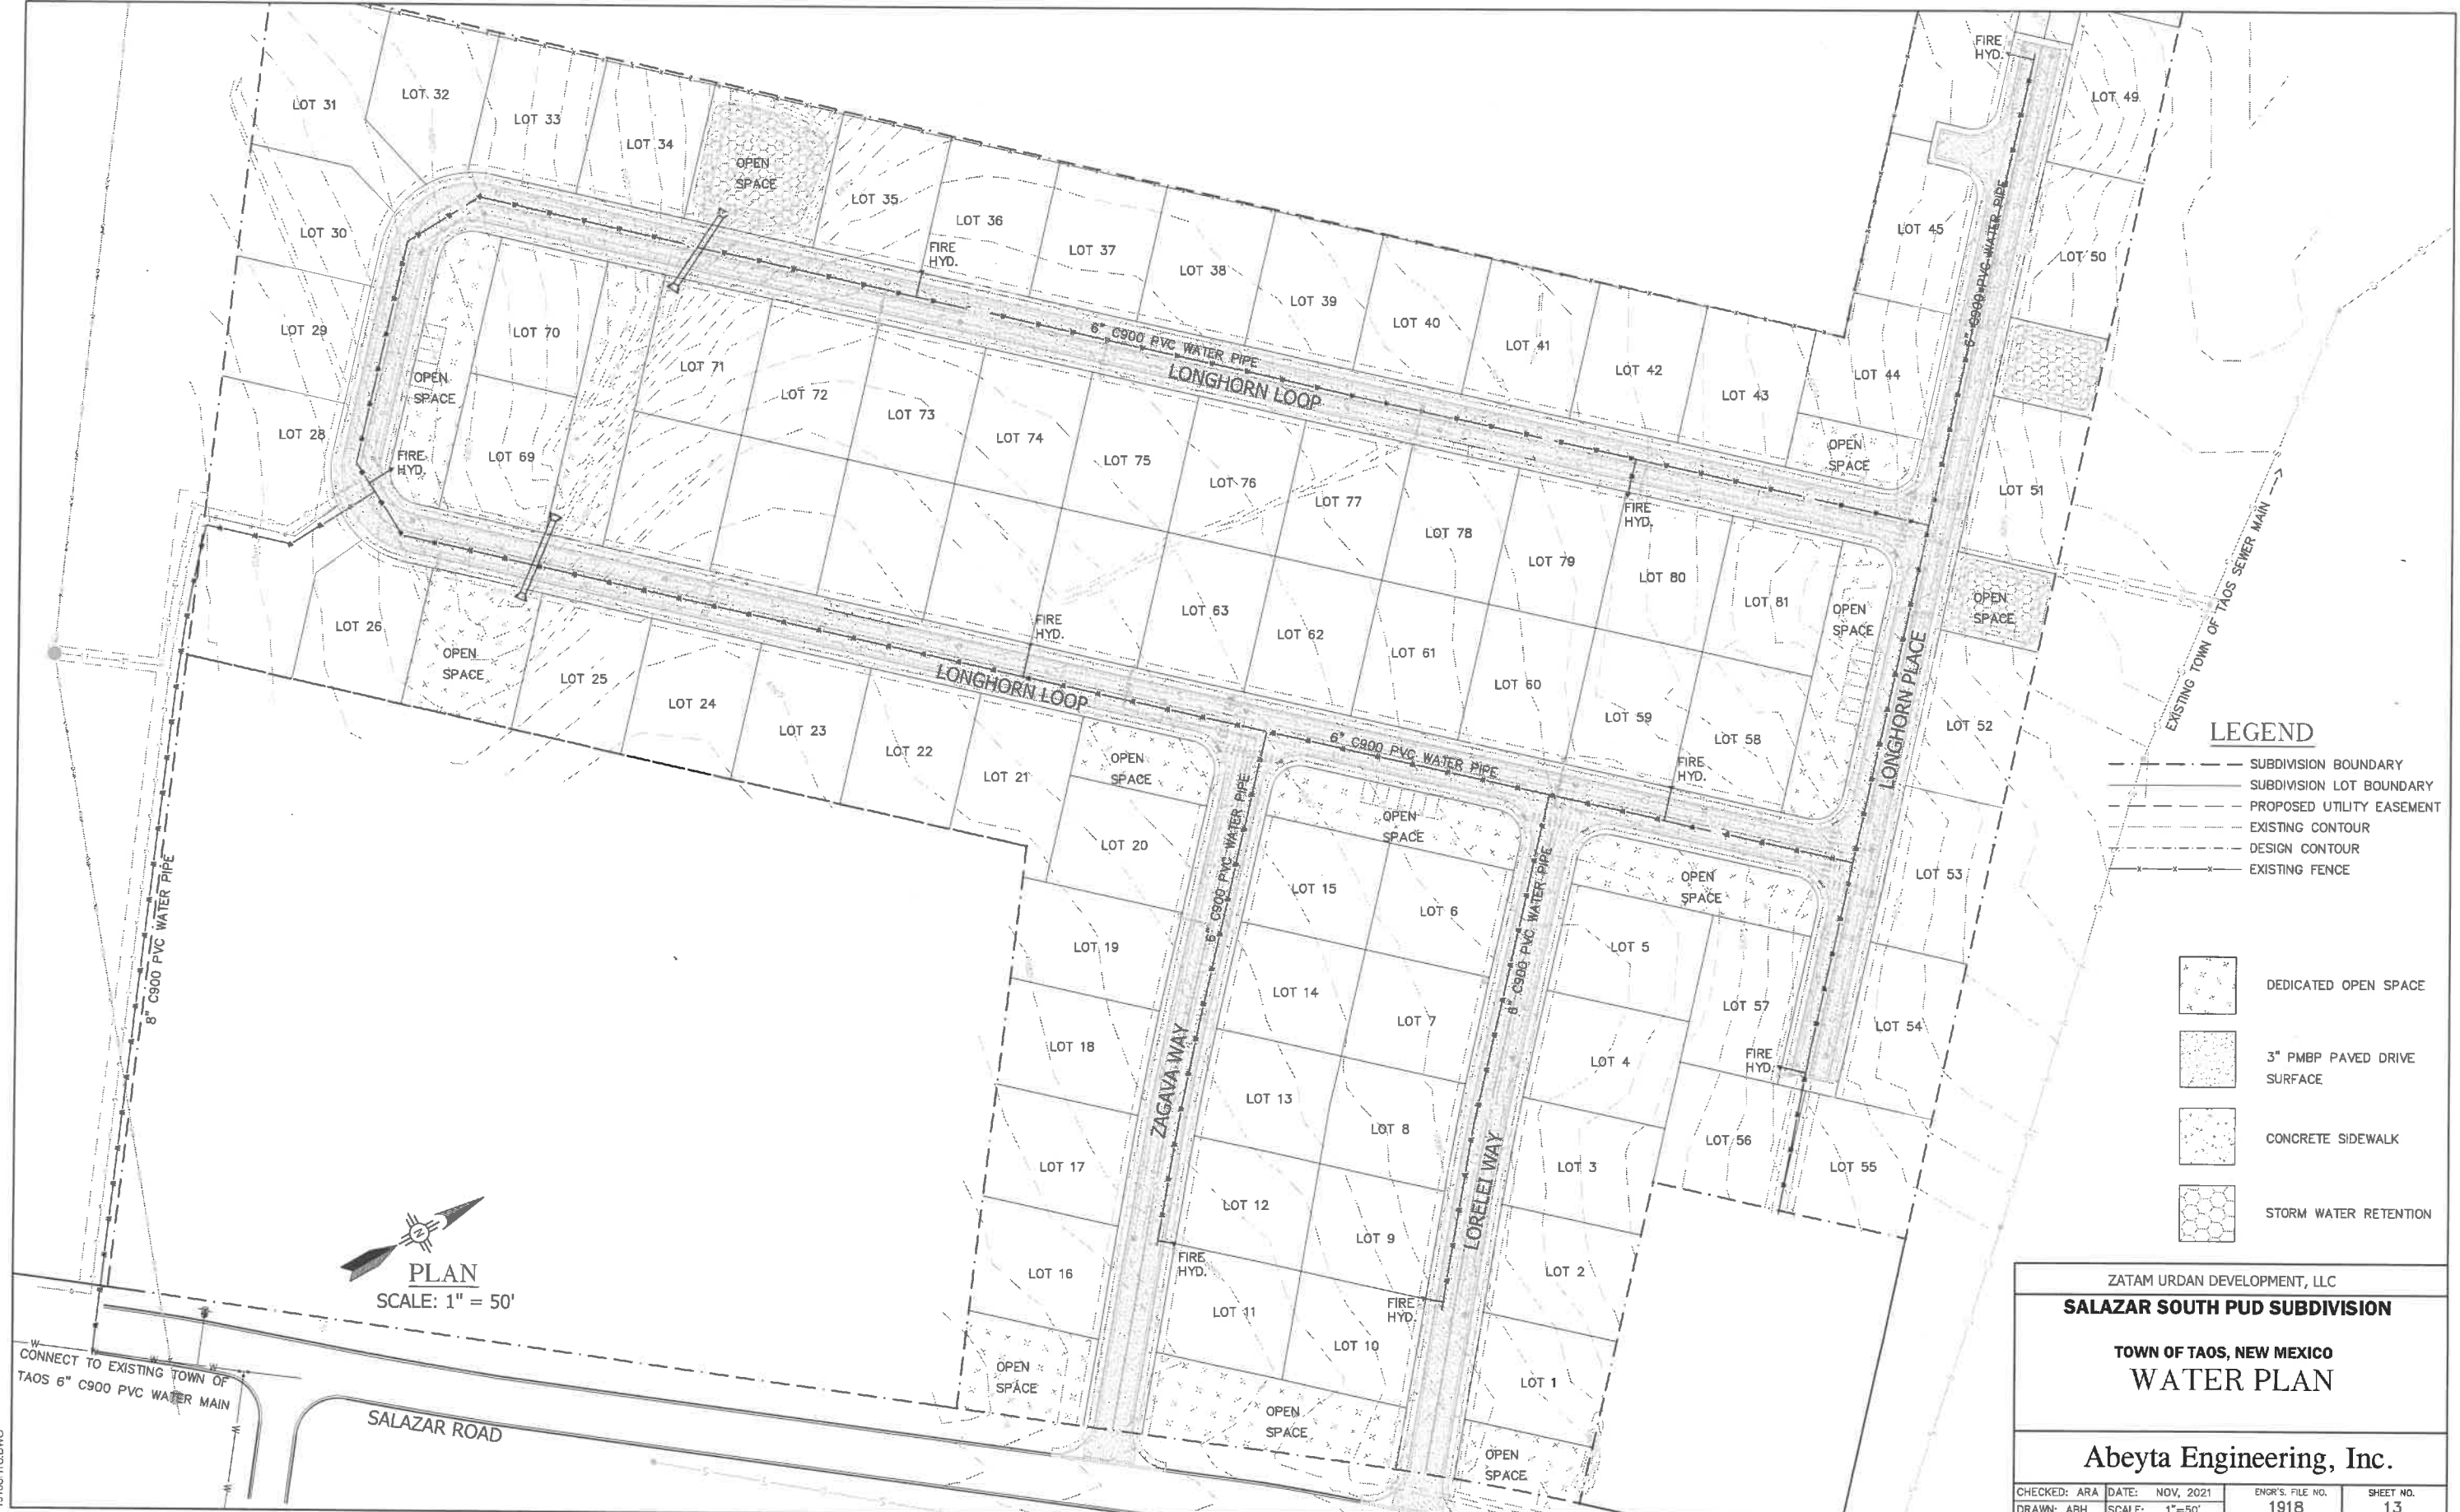 FIRE
HYD.
LOT 49
LOT 31
LOT 32
LOT 33
LOT 34
OPEN
SPACE
LOT 35
LOT 36
LOT 37
LOT 38
LOT 39
LOT 40
LOT 41
LOT 42
LOT 43
LOT 44
LOT 45
LOT 50
6" C900 PVC WATER PIPE
LOT 30
FIRE
HYD.
LOT 29
LOT 28
LOT 70
OPEN
SPACE
LOT 69
FIRE
HYD.
LOT 71
LOT 72
LOT 73
LOT 74
LOT 75
LOT 76
LOT 77
LOT 78
LOT 79
LOT 80
LOT 81
6" C900 PVC WATER PIPE
LONGHORN LOOP
FIRE
HYD.
OPEN
SPACE
LOT 51
OPEN
SPACE
OPEN
SPACE
EXISTING TOWN OF TAOS SEWER MAIN
LONGHORN PLACE
LOT 52
LOT 26
OPEN
SPACE
LOT 25
LOT 24
LOT 23
LOT 22
LOT 21
LONGHORN LOOP
FIRE
HYD.
LOT 63
LOT 62
LOT 61
LOT 60
LOT 59
LOT 58
FIRE
HYD.
6" C900 PVC WATER PIPE
OPEN
SPACE
OPEN
SPACE
OPEN
SPACE
LOT 53
LOT 54
LOT 20
LOT 19
LOT 18
LOT 17
LOT 16
OPEN
SPACE
6" C900 PVC WATER PIPE
ZAGAVA WAY
LOT 15
LOT 14
LOT 13
LOT 12
LOT 11
FIRE
HYD.
LOT 6
LOT 7
LOT 8
LOT 9
LOT 10
FIRE
HYD.
OPEN
SPACE
6" C900 PVC WATER PIPE
LORELEI WAY
LOT 5
LOT 4
LOT 3
LOT 2
LOT 1
OPEN
SPACE
LOT 57
FIRE
HYD.
LOT 56
LOT 55
8" C900 PVC WATER PIPE
N
PLAN
SCALE: 1" = 50'
CONNECT TO EXISTING TOWN OF
TAOS 6" C900 PVC WATER MAIN
SALAZAR ROAD
LEGEND
SUBDIVISION BOUNDARY
SUBDIVISION LOT BOUNDARY
PROPOSED UTILITY EASEMENT
EXISTING CONTOUR
DESIGN CONTOUR
EXISTING FENCE
DEDICATED OPEN SPACE
3" PMBP PAVED DRIVE
SURFACE
CONCRETE SIDEWALK
STORM WATER RETENTION
ZATAM URDAN DEVELOPMENT, LLC
SALAZAR SOUTH PUD SUBDIVISION
TOWN OF TAOS, NEW MEXICO
WATER PLAN
Abeyta Engineering, Inc.
CHECKED: ARA DATE: NOV, 2021 ENGR'S. FILE NO. SHEET NO.
DRAWN: ABH SCALE: 1"=50' 1918 13